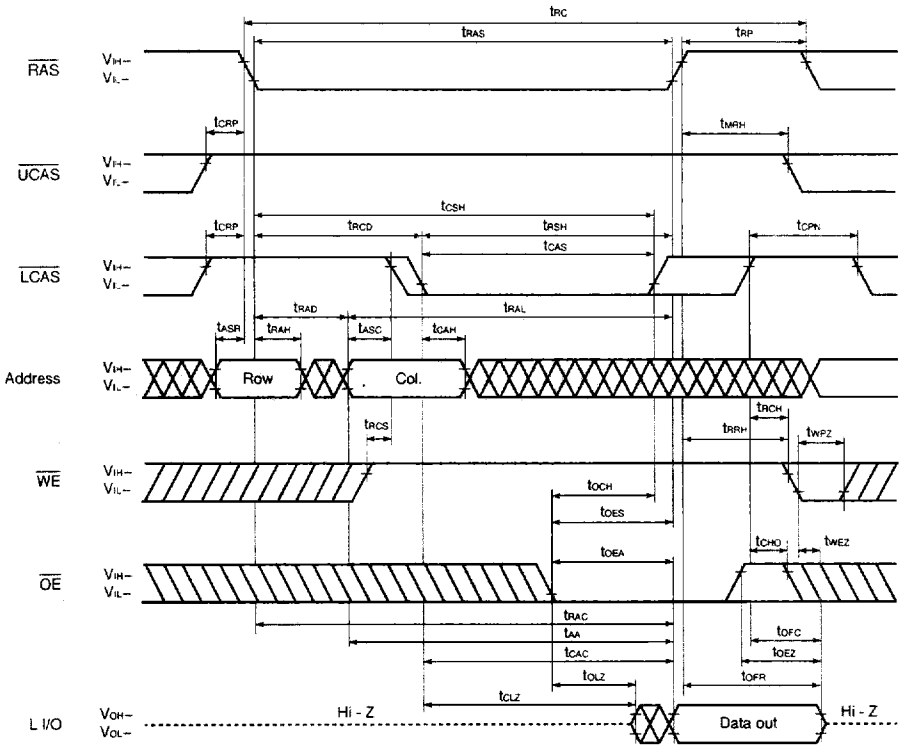 tRC
tRAS tRP
RAS VIH VIL
tCRP tMRH
UCAS VIH VIL
tCSH
tCRP tRCD tRSH tCPN
tCAS
LCAS VIH VIL
tRAD tRAL
tASR tRAH tASC tCAH
Address VIH VIL Row Col.
tRCH
tRCS tRRH tWPZ
WE VIH VIL
tOCH
tOES
tCHO tWEZ
tOEA
OE VIH VIL
tRAC
tAA tOFC
tCAC tOEZ
tOLZ tOFR
tCLZ
L I/O VOH VOL Hi - Z Data out Hi - Z